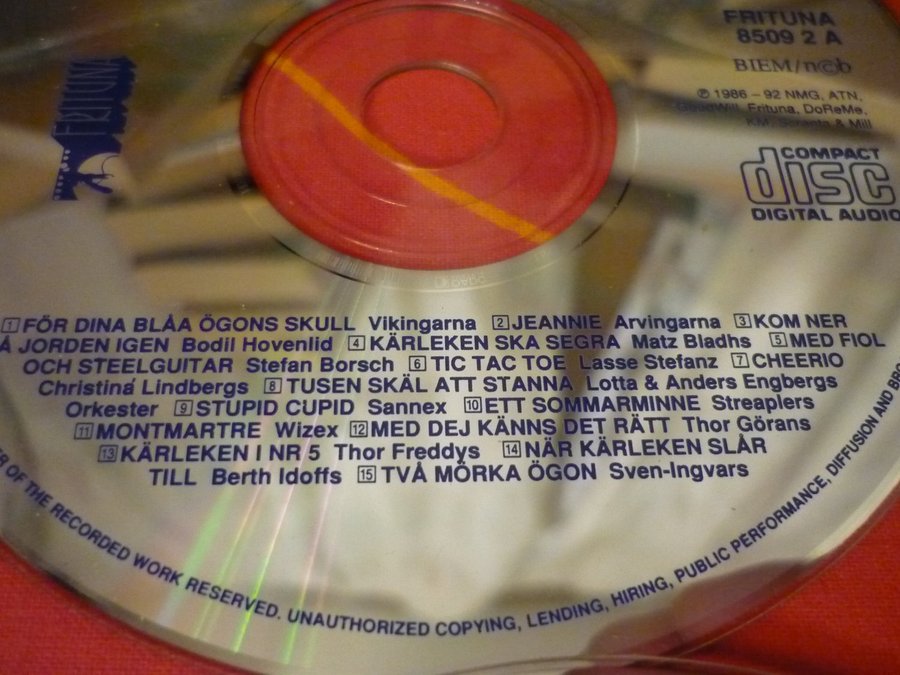 FRITUNA
FRITUNA
8509 2 A
BIEM/n©b
℗ 1986 – 92 NMG, ATN,
GoodWill, Frituna, DoReMe,
KM, & Mill
COMPACT
disc
DIGITAL AUDIO
1 FÖR DINA BLÅA ÖGONS SKULL Vikingarna 2 JEANNIE Arvingarna 3 KOM NER
Å JORDEN IGEN Bodil Hovenlid 4 KÄRLEKEN SKA SEGRA Matz Bladhs 5 MED FIOL
OCH STEELGUITAR Stefan Borsch 6 TIC TAC TOE Lasse Stefanz 7 CHEERIO
Christina Lindbergs 8 TUSEN SKÄL ATT STANNA Lotta & Anders Engbergs
Orkester 9 STUPID CUPID Sannex 10 ETT SOMMARMINNE Streaplers
11 MONTMARTRE Wizex 12 MED DEJ KÄNNS DET RÄTT Thor Görans
13 KÄRLEKEN I NR 5 Thor Freddys 14 NÄR KÄRLEKEN SLÅR
TILL Berth Idoffs 15 TVÅ MÖRKA ÖGON Sven-Ingvars
OF THE RECORDED WORK RESERVED. UNAUTHORIZED COPYING, LENDING, HIRING, PUBLIC PERFORMANCE, DIFFUSION AND